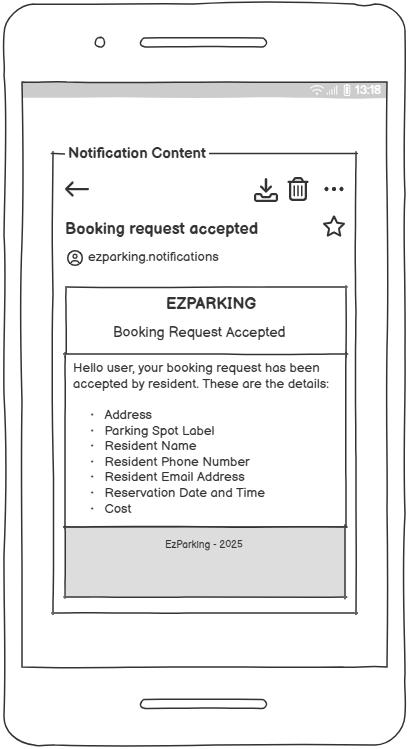 13:18
Notification Content
Booking request accepted
ezparking.notifications
EZPARKING
Booking Request Accepted
Hello user, your booking request has been
accepted by resident. These are the details:
· Address
· Parking Spot Label
· Resident Name
· Resident Phone Number
· Resident Email Address
· Reservation Date and Time
· Cost
EzParking - 2025